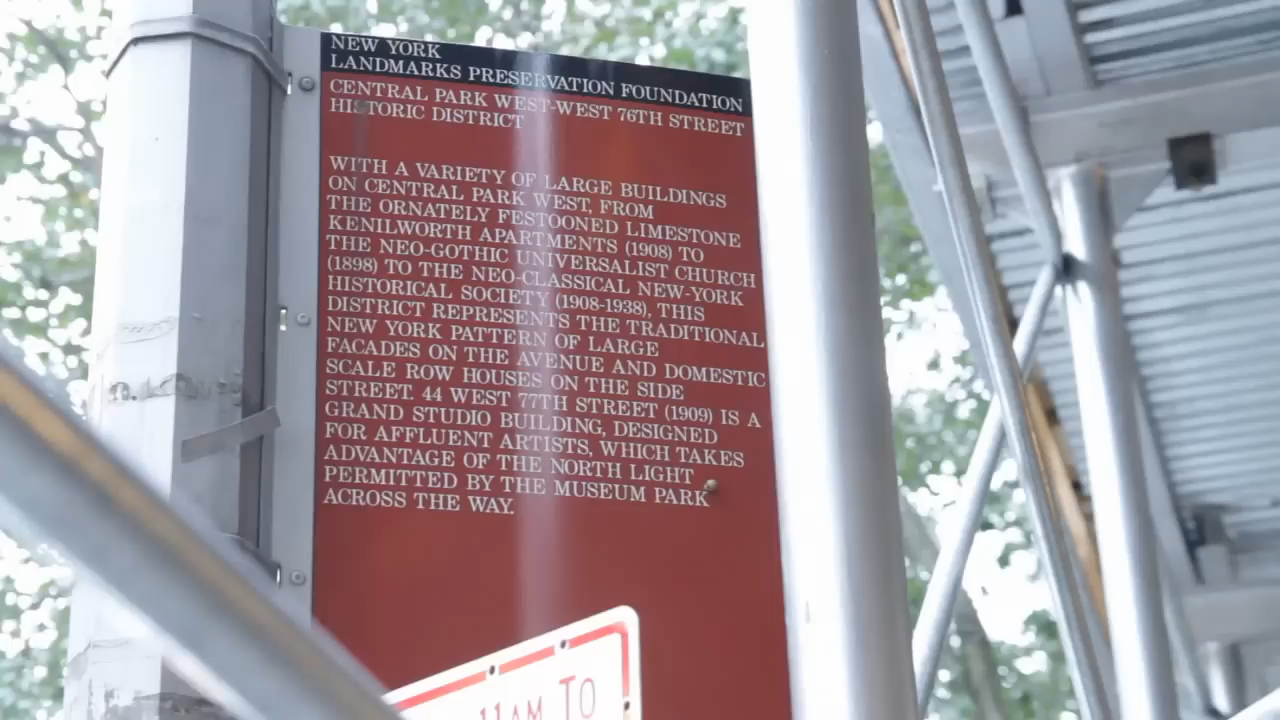 NEW YORK
LANDMARKS PRESERVATION FOUNDATION
CENTRAL PARK WEST-WEST 76TH STREET
HISTORIC DISTRICT
WITH A VARIETY OF LARGE BUILDINGS
ON CENTRAL PARK WEST, FROM
THE ORNATELY FESTOONED LIMESTONE
KENILWORTH APARTMENTS (1908) TO
THE NEO-GOTHIC UNIVERSALIST CHURCH
(1898) TO THE NEO-CLASSICAL NEW-YORK
HISTORICAL SOCIETY (1908-1938), THIS
DISTRICT REPRESENTS THE TRADITIONAL
NEW YORK PATTERN OF LARGE
FACADES ON THE AVENUE AND DOMESTIC
SCALE ROW HOUSES ON THE SIDE
STREET. 44 WEST 77TH STREET (1909) IS A
GRAND STUDIO BUILDING, DESIGNED
FOR AFFLUENT ARTISTS, WHICH TAKES
ADVANTAGE OF THE NORTH LIGHT
PERMITTED BY THE MUSEUM PARK
ACROSS THE WAY.
11AM TO